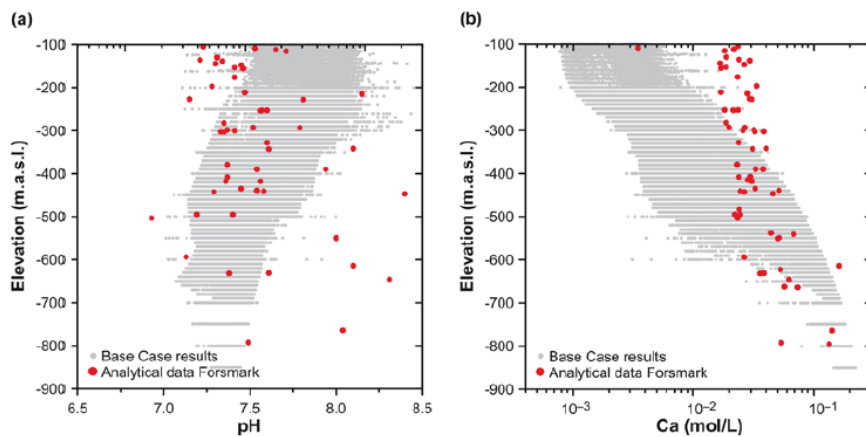 (a)
(b)
-100
-200
-300
-400
-500
-600
-700
-800
-900
Elevation (m.a.s.l.)
Base Case results
Analytical data Forsmark
6.5
7.0
7.5
8.0
8.5
pH
-100
-200
-300
-400
-500
-600
-700
-800
-900
Elevation (m.a.s.l.)
Base Case results
Analytical data Forsmark
10−3
10−2
10−1
Ca (mol/L)